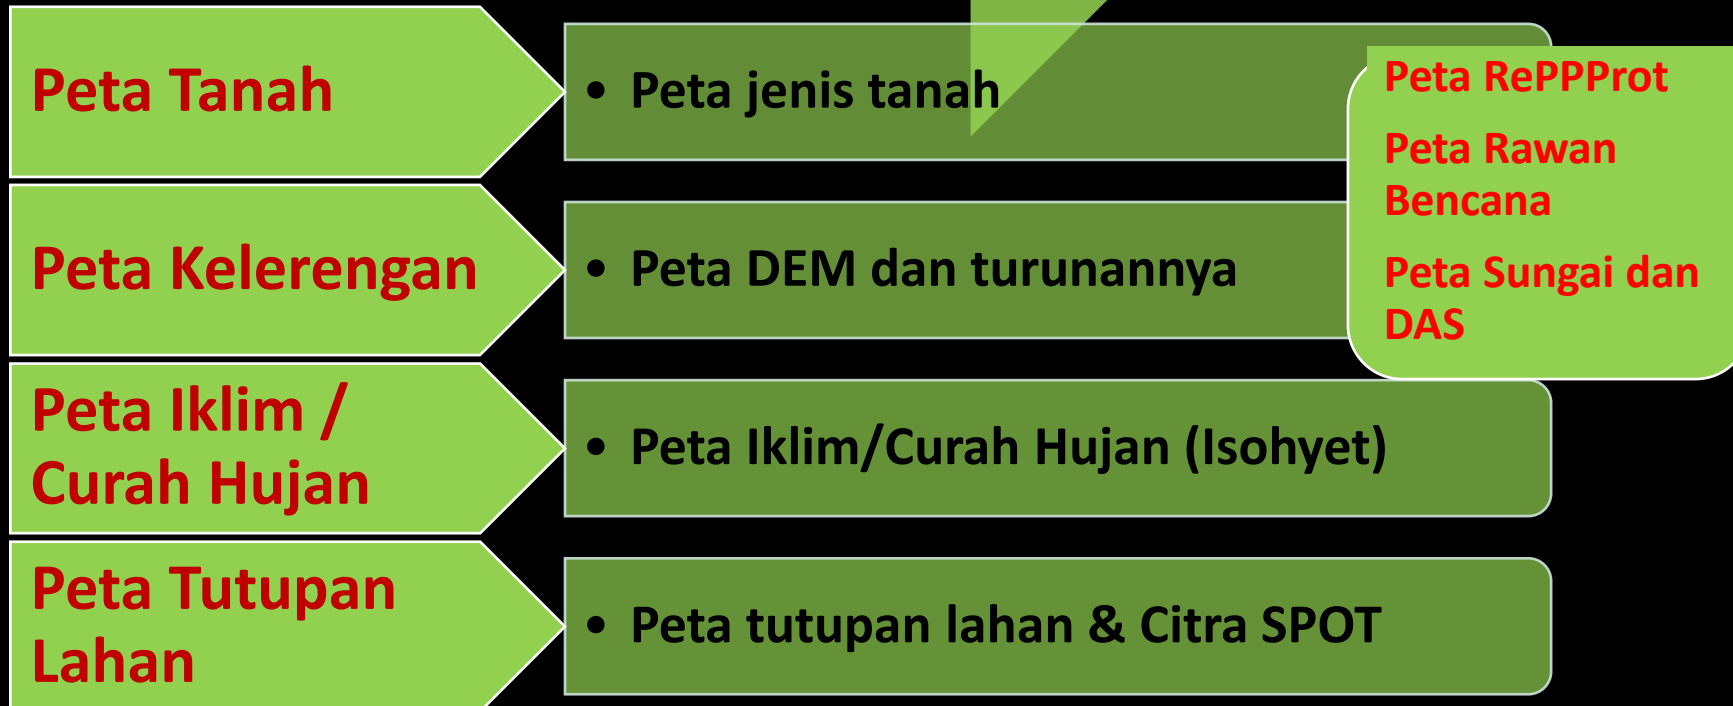 Peta Tanah
• Peta jenis tanah
Peta Kelerengan
• Peta DEM dan turunannya
Peta Iklim /
Curah Hujan
• Peta Iklim/Curah Hujan (Isohyet)
Peta Tutupan
Lahan
• Peta tutupan lahan & Citra SPOT
Peta RePPProt
Peta Rawan
Bencana
Peta Sungai dan
DAS